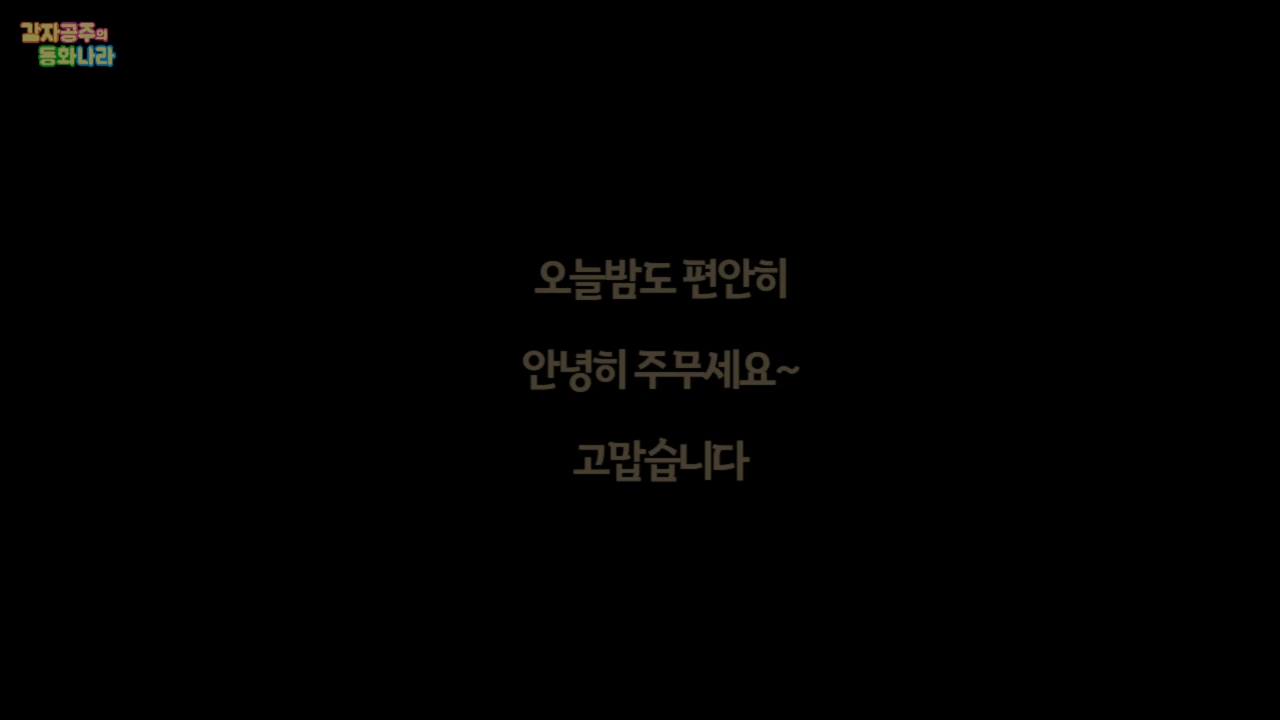 감자공주의
동화나라
오늘밤도 편안히
안녕히 주무세요~
고맙습니다